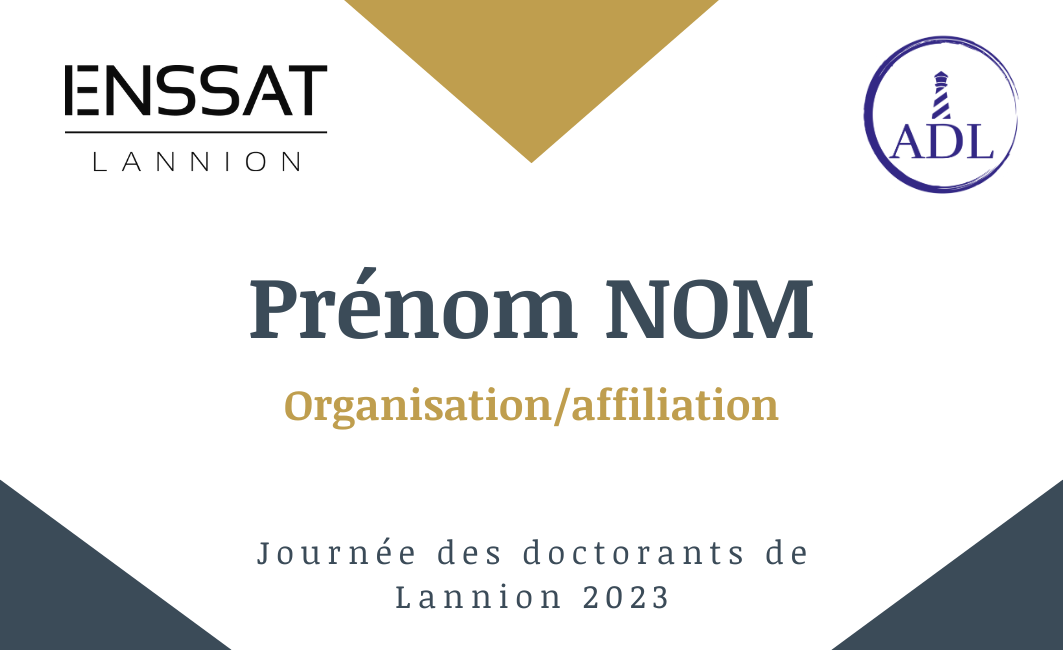 ENSSAT
LANNION
ADL
Prénom NOM
Organisation/affiliation
Journée des doctorants de
Lannion 2023